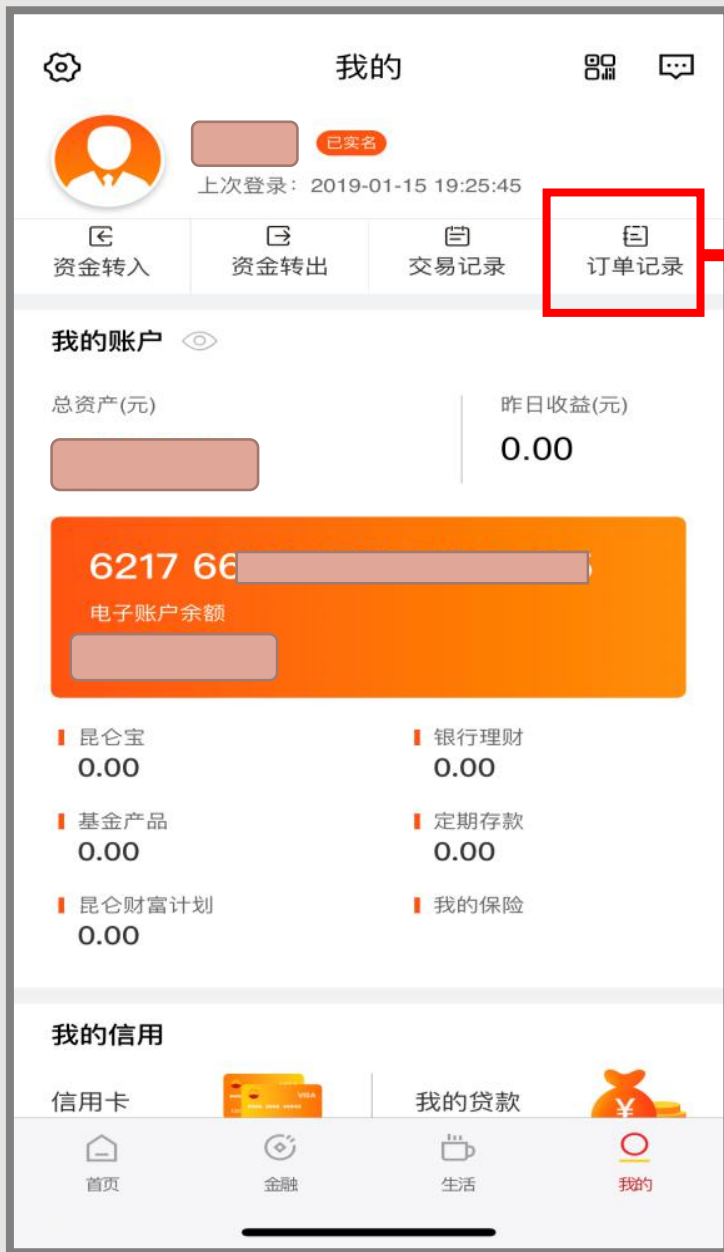 我的
已实名
上次登录：2019-01-15 19:25:45
资金转入 资金转出 交易记录 订单记录
我的账户
总资产(元) 昨日收益(元)
0.00
6217 66
电子账户余额
昆仑宝 银行理财
0.00 0.00
基金产品 定期存款
0.00 0.00
昆仑财富计划 我的保险
0.00
我的信用
信用卡 VISA 我的贷款 ¥
首页 金融 生活 我的